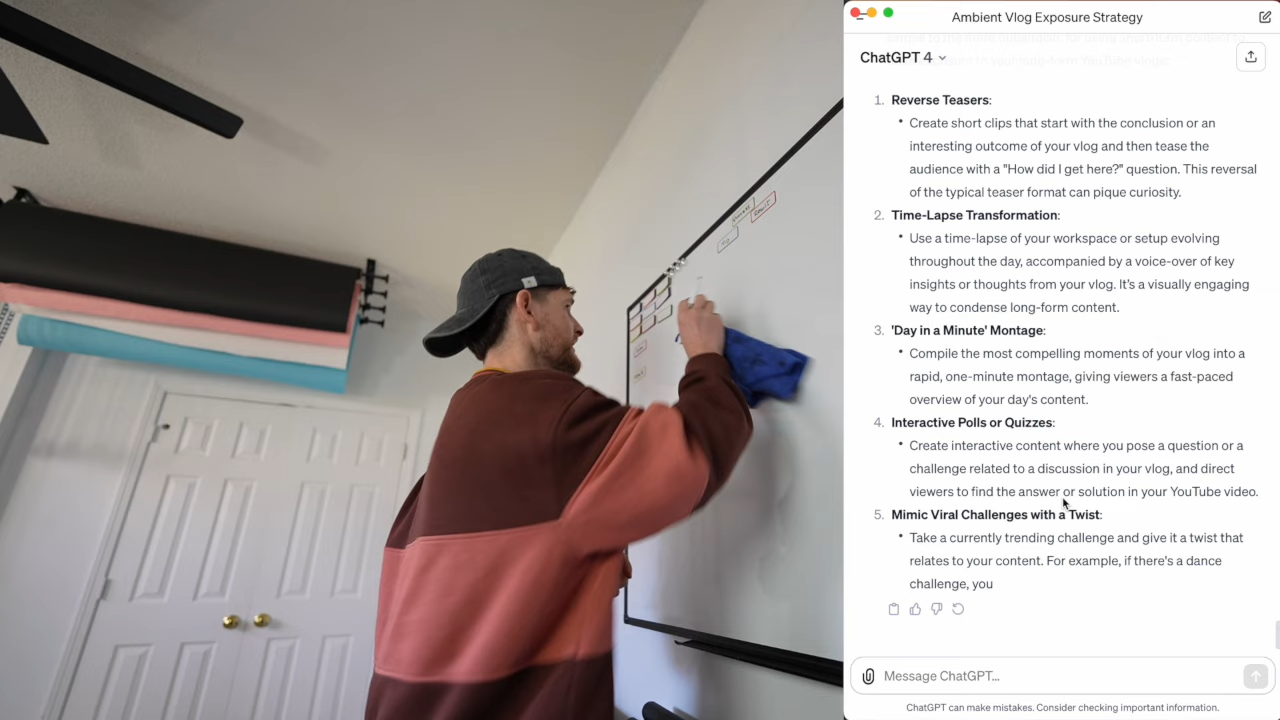 Ambient Vlog Exposure Strategy
ChatGPT 4
1. Reverse Teasers:
• Create short clips that start with the conclusion or an
interesting outcome of your vlog and then tease the
audience with a "How did I get here?" question. This reversal
of the typical teaser format can pique curiosity.
2. Time-Lapse Transformation:
• Use a time-lapse of your workspace or setup evolving
throughout the day, accompanied by a voice-over of key
insights or thoughts from your vlog. It's a visually engaging
way to condense long-form content.
3. 'Day in a Minute' Montage:
• Compile the most compelling moments of your vlog into a
rapid, one-minute montage, giving viewers a fast-paced
overview of your day's content.
4. Interactive Polls or Quizzes:
• Create interactive content where you pose a question or a
challenge related to a discussion in your vlog, and direct
viewers to find the answer or solution in your YouTube video.
5. Mimic Viral Challenges with a Twist:
• Take a currently trending challenge and give it a twist that
relates to your content. For example, if there's a dance
challenge, you
Message ChatGPT...
ChatGPT can make mistakes. Consider checking important information.